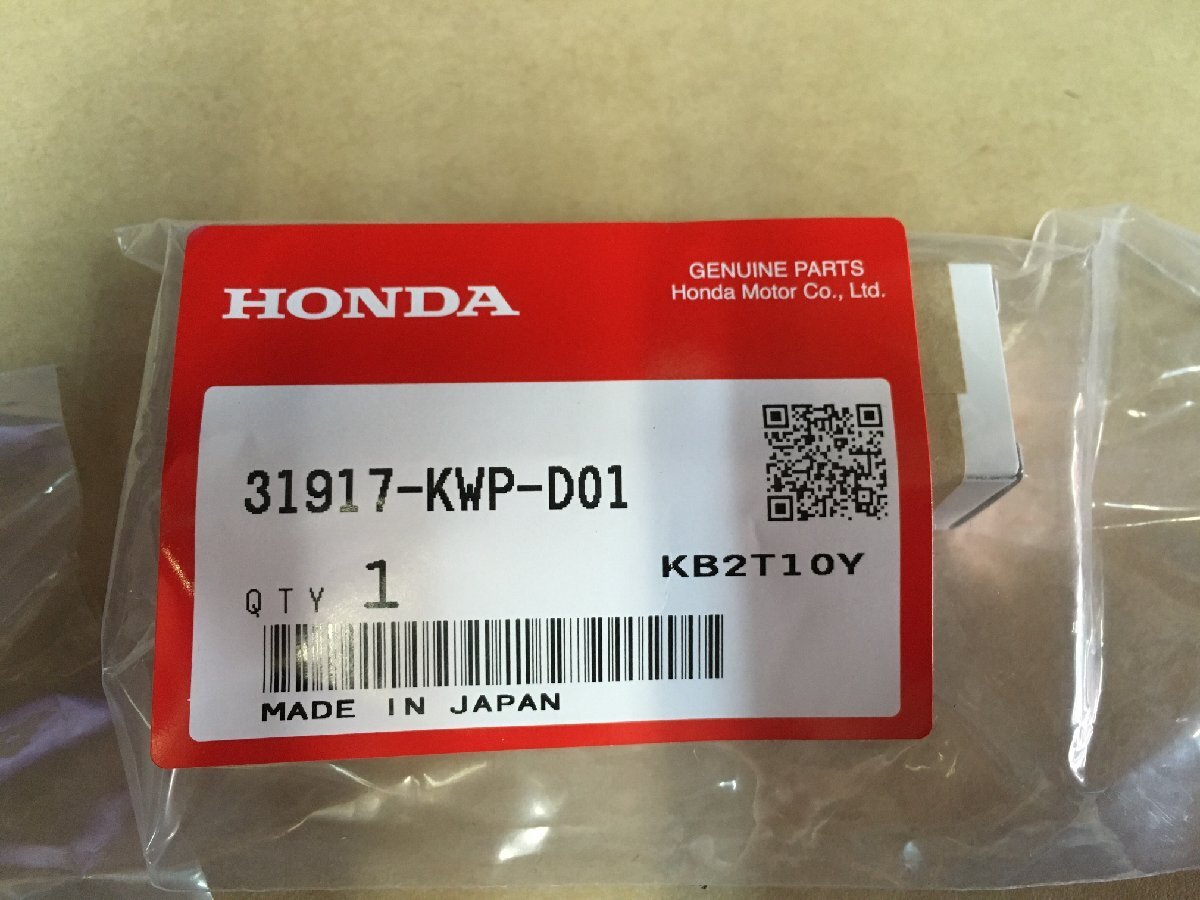 HONDA
GENUINE PARTS
Honda Motor Co., Ltd.
31917-KWP-D01
KB2T10Y
QTY 1
MADE IN JAPAN